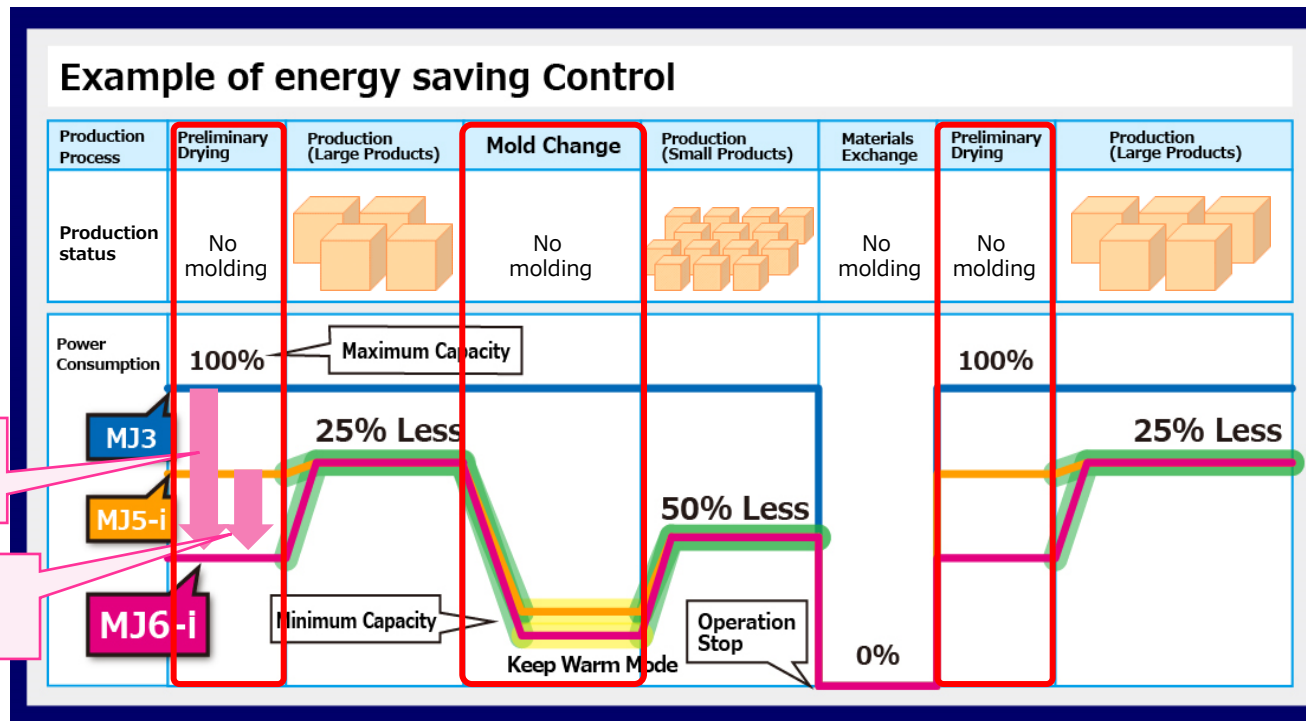 Example of energy saving Control
Production
Process
Preliminary
Drying
Production
(Large Products)
Mold Change
Production
(Small Products)
Materials
Exchange
Preliminary
Drying
Production
(Large Products)
Production
status
No
molding
No
molding
No
molding
No
molding
Power
Consumption
100%
Maximum Capacity
100%
MJ3
25% Less
25% Less
MJ5-i
50% Less
MJ6-i
Minimum Capacity
Operation
Stop
0%
Keep Warm Mode